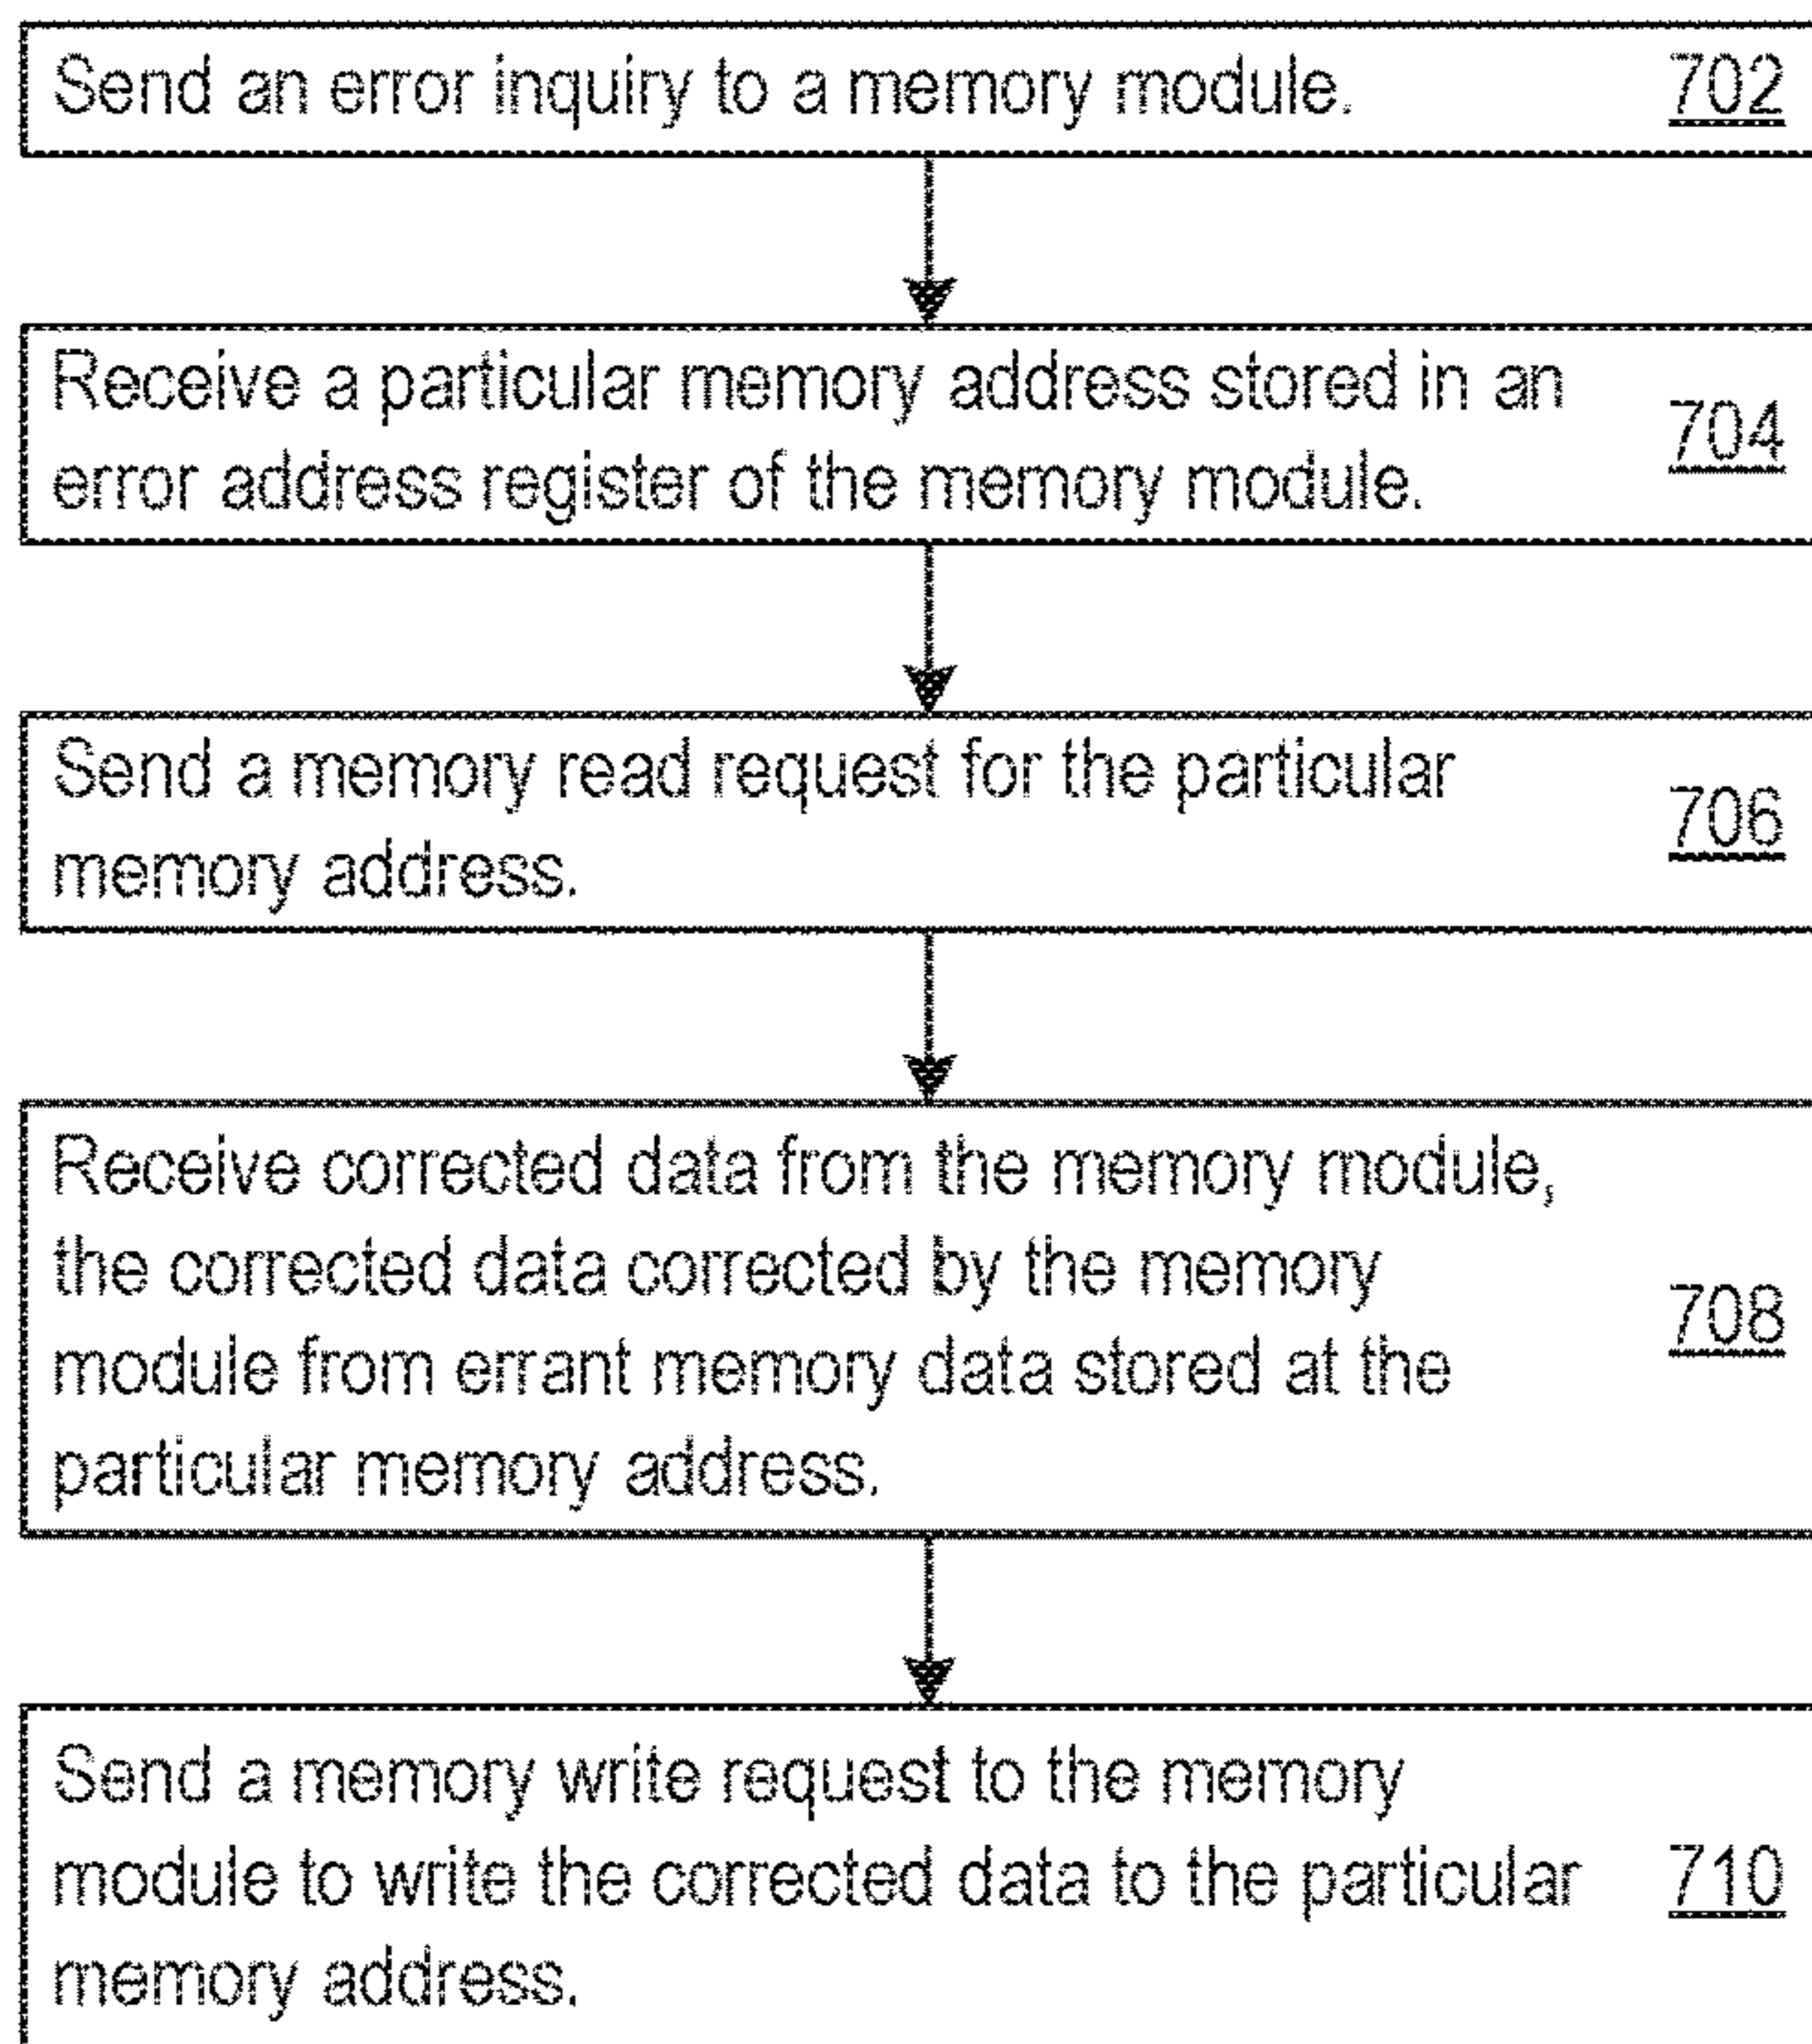 Send an error inquiry to a memory module. 702
Receive a particular memory address stored in an
error address register of the memory module.
704
Send a memory read request for the particular
memory address.
706
Receive corrected data from the memory module,
the corrected data corrected by the memory
module from errant memory data stored at the
particular memory address.
708
Send a memory write request to the memory
module to write the corrected data to the particular
memory address.
710